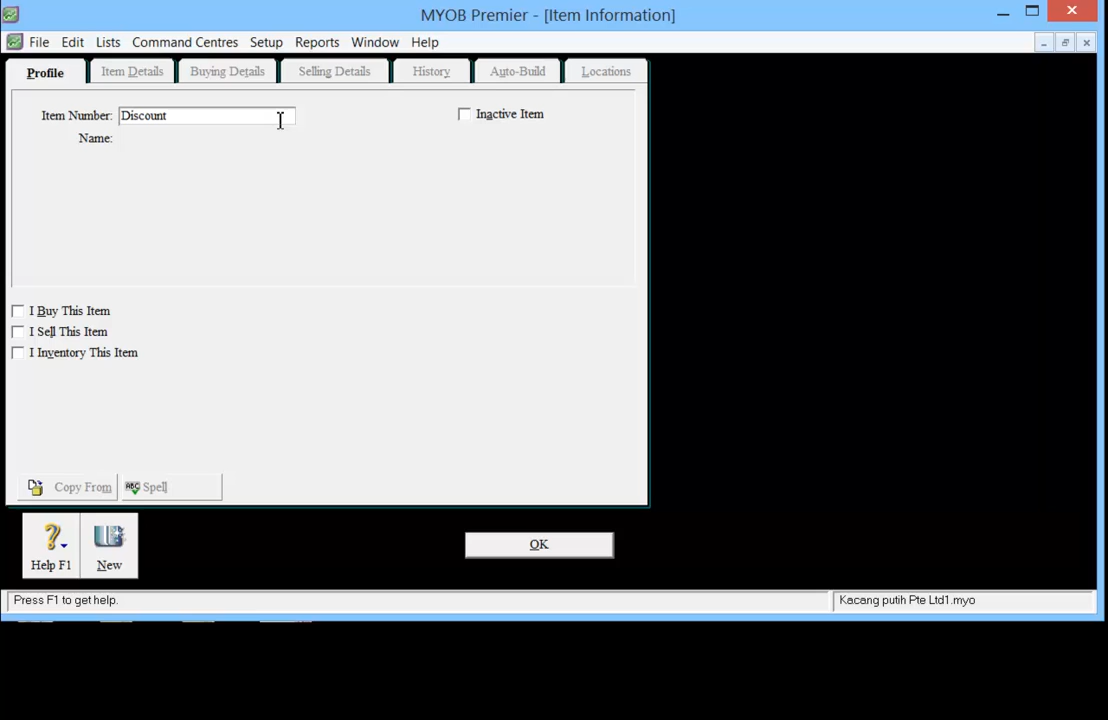 MYOB Premier - [Item Information]
File Edit Lists Command Centres Setup Reports Window Help
Profile Item Details Buying Details Selling Details History Auto-Build Locations
Item Number: Discount
Inactive Item
Name:
I Buy This Item
I Sell This Item
I Inventory This Item
Copy From ABC Spell
Help F1 New
OK
Press F1 to get help. Kacang putih Pte Ltd1.myo